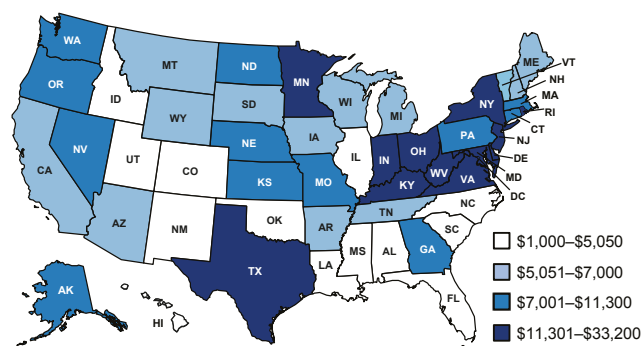 WA
MT
ND
MN
ME
VT
NH
MA
RI
CT
NJ
DE
MD
DC
OR
ID
SD
WI
MI
NY
WY
IA
NE
PA
NV
UT
CO
IL
IN
OH
WV
VA
CA
KS
MO
KY
NC
AZ
NM
OK
AR
TN
SC
TX
LA
MS
AL
GA
FL
AK
HI
$1,000–$5,050
$5,051–$7,000
$7,001–$11,300
$11,301–$33,200